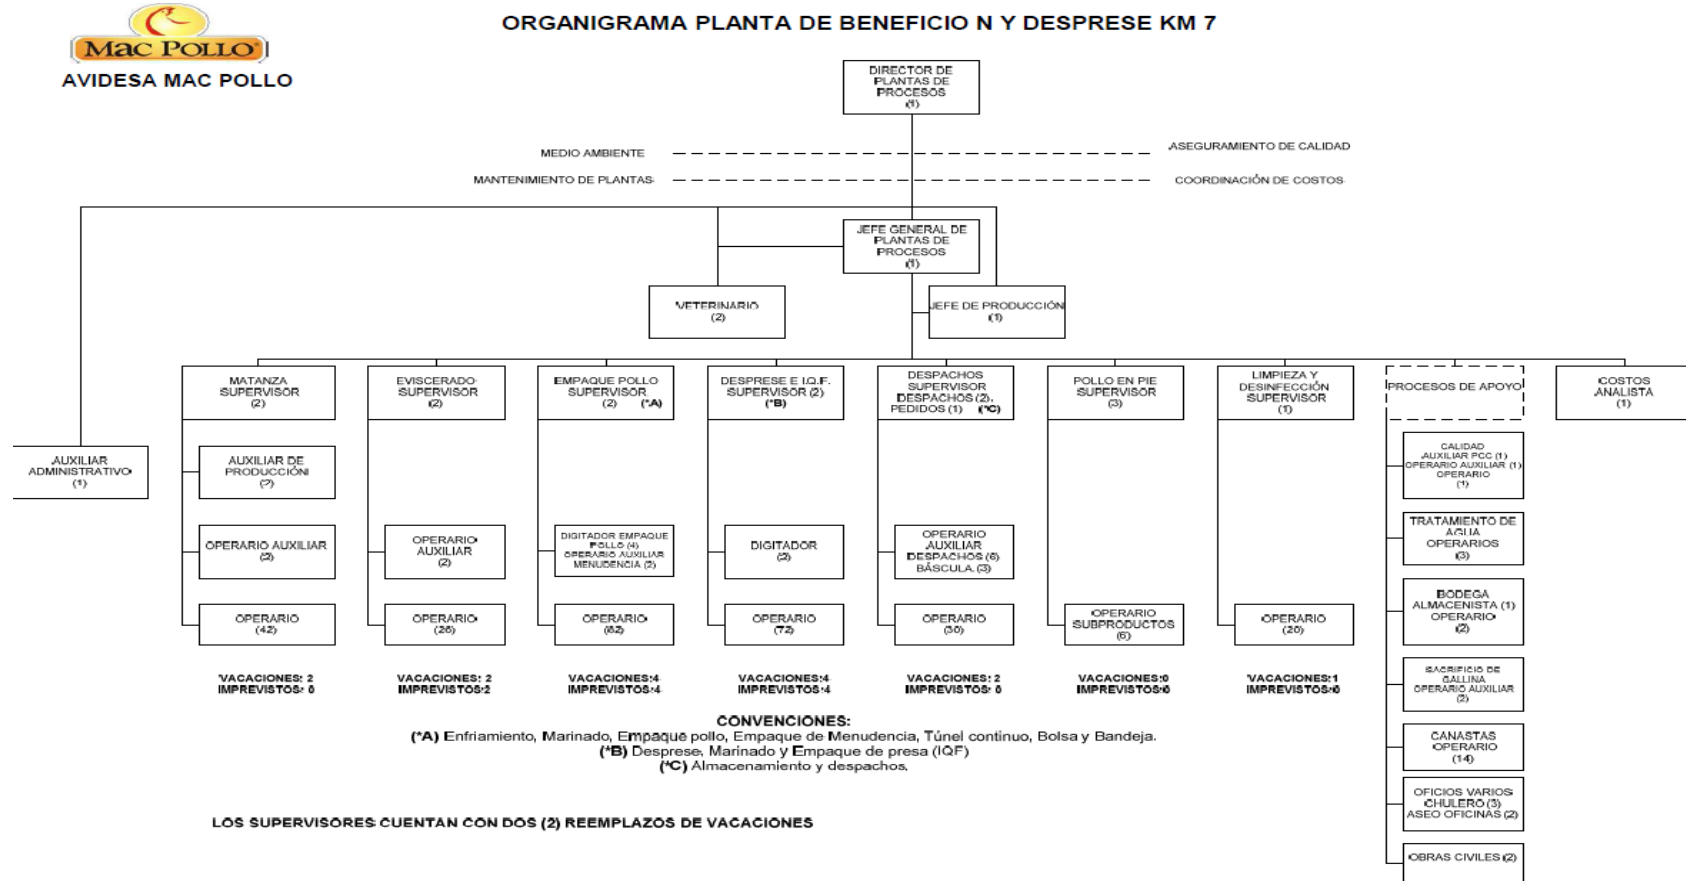 ORGANIGRAMA PLANTA DE BENEFICIO N Y DESPRESE KM 7
Mac Pollo
AVIDESA MAC POLLO
DIRECTOR DE
PLANTAS DE
PROCESOS
(1)
MEDIO AMBIENTE
ASEGURAMIENTO DE CALIDAD
MANTENIMIENTO DE PLANTAS
COORDINACIÓN DE COSTOS
JEFE GENERAL DE
PLANTAS DE
PROCESOS
(1)
VETERINARIO
(2)
JEFE DE PRODUCCIÓN
(1)
MATANZA
SUPERVISOR
(2)
EVISCERADO
SUPERVISOR
(2)
EMPAQUE POLLO
SUPERVISOR
(2) (*A)
DESPRESE E I.Q.F.
SUPERVISOR (2)
(*B)
DESPACHOS
SUPERVISOR
DESPACHOS (2).
PEDIDOS (1) (*C)
POLLO EN PIE
SUPERVISOR
(3)
LIMPIEZA Y
DESINFECCIÓN
SUPERVISOR
(1)
PROCESOS DE APOYO
COSTOS
ANALISTA
(1)
AUXILIAR
ADMINISTRATIVO
(1)
AUXILIAR DE
PRODUCCIÓN
(2)
CALIDAD
AUXILIAR PCC (1)
OPERARIO AUXILIAR (1)
OPERARIO
(1)
OPERARIO AUXILIAR
(2)
OPERARIO
AUXILIAR
(2)
DIGITADOR EMPAQUE
POLLO (4)
OPERARIO AUXILIAR
MENUDENCIA (2)
DIGITADOR
(2)
OPERARIO
AUXILIAR
DESPACHOS (6)
BÁSCULA. (3)
TRATAMIENTO DE
AGUA
OPERARIOS
(3)
OPERARIO
(42)
OPERARIO
(26)
OPERARIO
(62)
OPERARIO
(72)
OPERARIO
(30)
OPERARIO
SUBPRODUCTOS
(6)
OPERARIO
(20)
BODEGA
ALMACENISTA (1)
OPERARIO
(2)
VACACIONES: 2
IMPREVISTOS: 0
VACACIONES: 2
IMPREVISTOS:2
VACACIONES:4
IMPREVISTOS:4
VACACIONES:4
IMPREVISTOS:4
VACACIONES: 2
IMPREVISTOS: 0
VACACIONES:0
IMPREVISTOS:0
VACACIONES:1
IMPREVISTOS:0
SACRIFICIO DE
GALLINA
OPERARIO AUXILIAR
(2)
CONVENCIONES:
(*A) Enfriamiento, Marinado, Empaque pollo, Empaque de Menudencia, Túnel continuo, Bolsa y Bandeja.
(*B) Desprese, Marinado y Empaque de presa (IQF)
(*C) Almacenamiento y despachos.
CANASTAS
OPERARIO
(14)
OFICIOS VARIOS
CHULERO (3)
ASEO OFICINAS (2)
LOS SUPERVISORES CUENTAN CON DOS (2) REEMPLAZOS DE VACACIONES
OBRAS CIVILES (2)